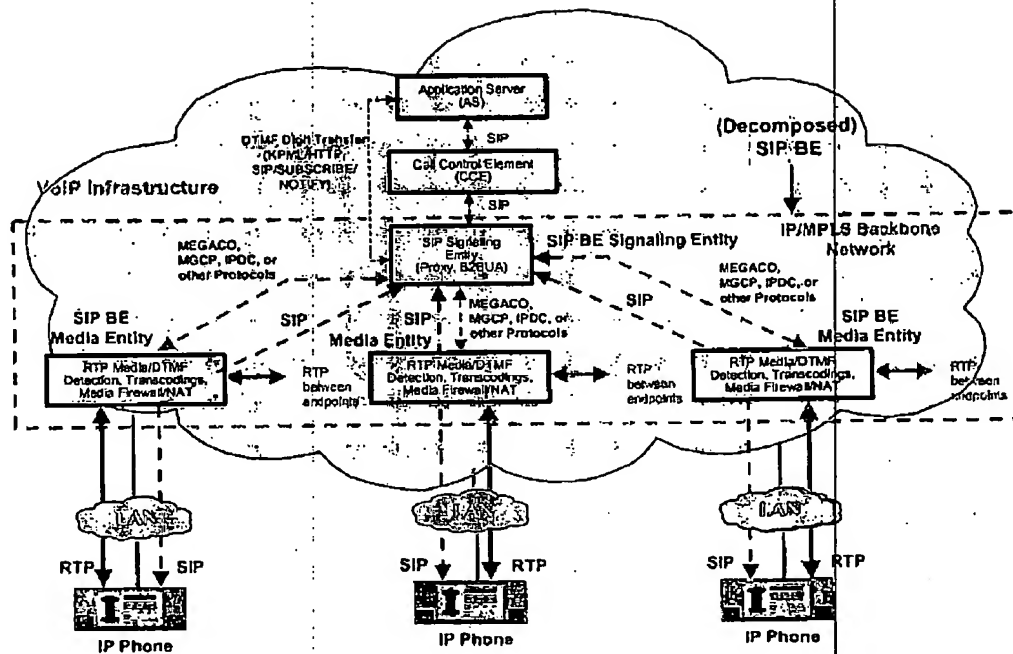 Application Server
(AS)
SIP
DTMF Digit Transfer
(KPML/HTTP,
SIP/SUBSCRIBE/
NOTIFY)
Call Control Element
(CCE)
(Decomposed)
SIP BE
VoIP Infrastructure
SIP
IP/MPLS Backbone
Network
SIP Signaling
Entity
(Proxy, B2BUA)
SIP BE Signaling Entity
MEGACO,
MGCP, IPDC, or
other Protocols
MEGACO,
MGCP, IPDC, or
other Protocols
SIP
SIP
MEGACO,
MGCP, IPDC, or
other Protocols
SIP
SIP BE
Media Entity
Media Entity
SIP BE
Media Entity
RTP Media/DTMF
Detection, Transcodings,
Media Firewall/NAT
RTP
between
endpoints
RTP Media/DTMF
Detection, Transcodings,
Media Firewall/NAT
RTP
between
endpoints
RTP Media/DTMF
Detection, Transcodings,
Media Firewall/NAT
RTP
between
endpoints
LAN
LAN
LAN
RTP
SIP
SIP
RTP
SIP
RTP
IP Phone
IP Phone
IP Phone